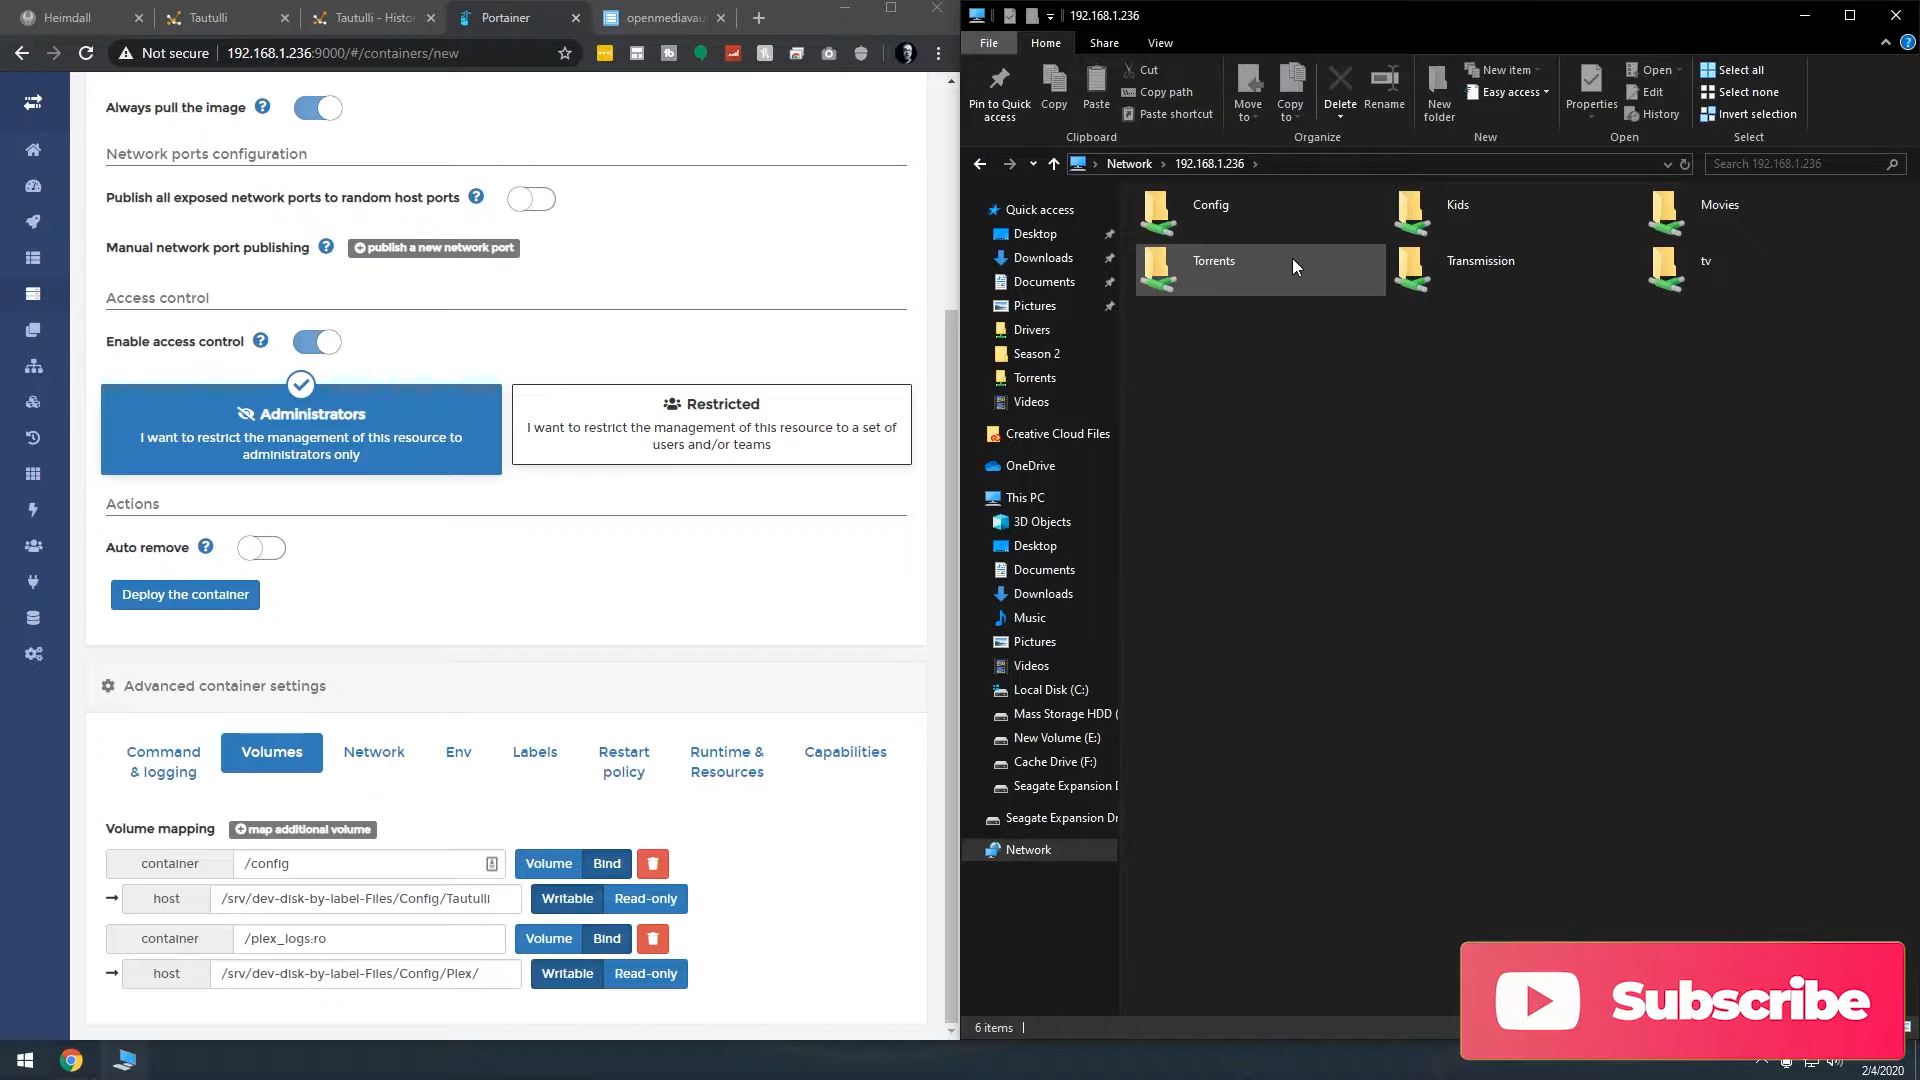 Heimdall
Tautulli
Tautulli - Histo
Portainer
openmediavau
Not secure
192.168.1.236:9000/#/containers/new
Always pull the image
Network ports configuration
Publish all exposed network ports to random host ports
Manual network port publishing
publish a new network port
Access control
Enable access control
Administrators
I want to restrict the management of this resource to
administrators only
Restricted
I want to restrict the management of this resource to a set of
users and/or teams
Actions
Auto remove
Deploy the container
Advanced container settings
Command
& logging
Volumes
Network
Env
Labels
Restart
policy
Runtime &
Resources
Capabilities
Volume mapping
map additional volume
container
/config
Volume
Bind
host
/srv/dev-disk-by-label-Files/Config/Tautulli
Writable
Read-only
container
/plex_logs:ro
Volume
Bind
host
/srv/dev-disk-by-label-Files/Config/Plex/
Writable
Read-only
192.168.1.236
File
Home
Share
View
Pin to Quick
access
Copy
Paste
Cut
Copy path
Paste shortcut
Clipboard
Move
to
Copy
to
Delete
Rename
Organize
New
folder
New item
Easy access
New
Properties
Open
Edit
History
Open
Select all
Select none
Invert selection
Select
Network
192.168.1.236
Search 192.168.1.236
Quick access
Desktop
Downloads
Documents
Pictures
Drivers
Season 2
Torrents
Videos
Creative Cloud Files
OneDrive
This PC
3D Objects
Desktop
Documents
Downloads
Music
Pictures
Videos
Local Disk (C:)
Mass Storage HDD (
New Volume (E:)
Cache Drive (F:)
Seagate Expansion D
Seagate Expansion Dr
Network
Config
Kids
Movies
Torrents
Transmission
tv
6 items
Subscribe
2/4/2020